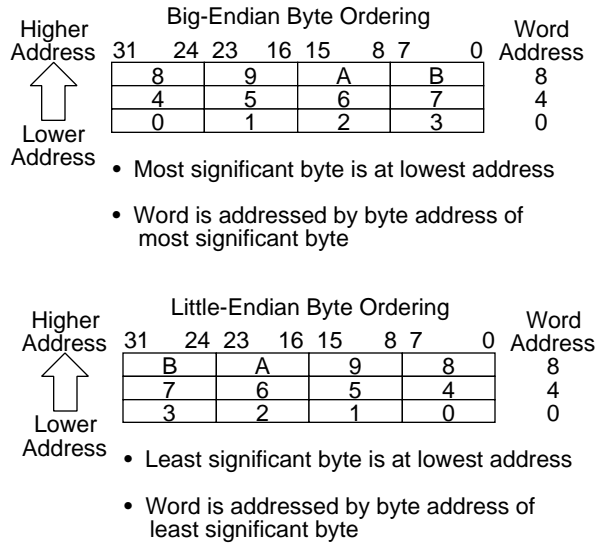 Big-Endian Byte Ordering
Higher Address
Word Address
31 24 23 16 15 8 7 0
8 9 A B 8
4 5 6 7 4
0 1 2 3 0
Lower Address
• Most significant byte is at lowest address
• Word is addressed by byte address of
most significant byte
Little-Endian Byte Ordering
Higher Address
Word Address
31 24 23 16 15 8 7 0
B A 9 8 8
7 6 5 4 4
3 2 1 0 0
Lower Address
• Least significant byte is at lowest address
• Word is addressed by byte address of
least significant byte